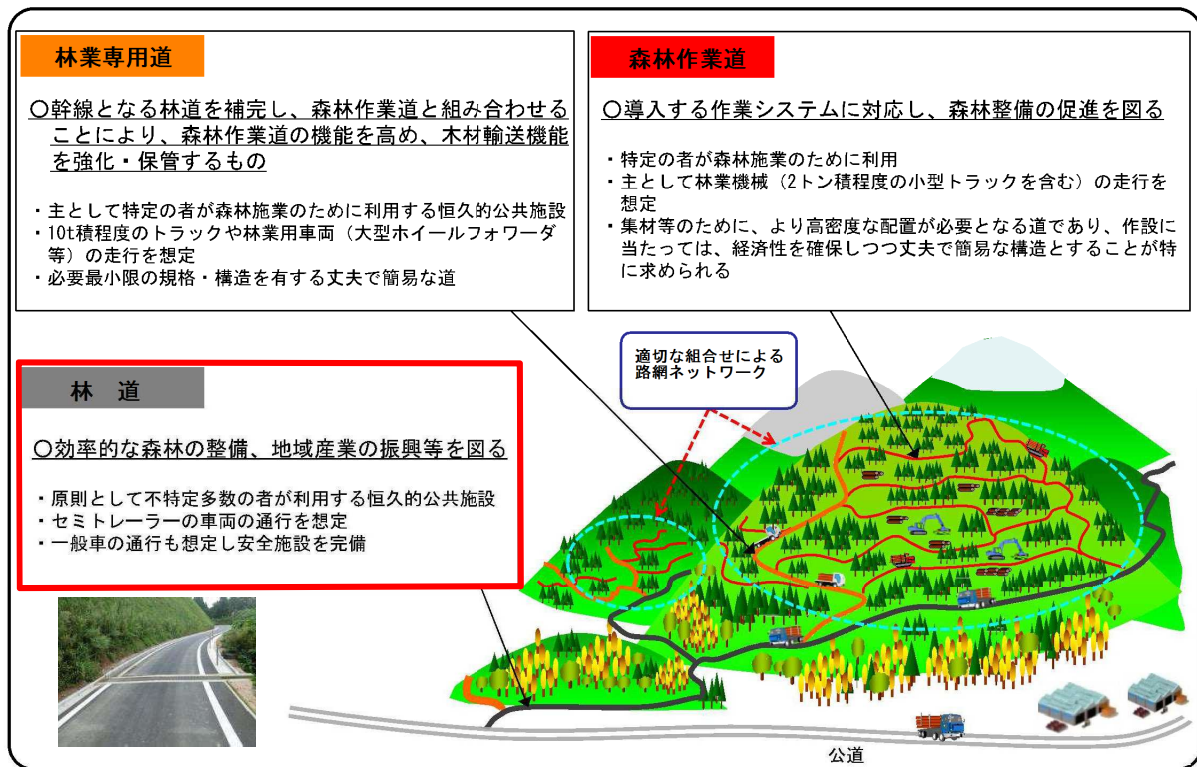 林業専用道
○幹線となる林道を補完し、森林作業道と組み合わせる
ことにより、森林作業道の機能を高め、木材輸送機能
を強化・保管するもの
・主として特定の者が森林施業のために利用する恒久的公共施設
・10t積程度のトラックや林業用車両（大型ホイールフォワーダ
等）の走行を想定
・必要最小限の規格・構造を有する丈夫で簡易な道
森林作業道
○導入する作業システムに対応し、森林整備の促進を図る
・特定の者が森林施業のために利用
・主として林業機械（2トン積程度の小型トラックを含む）の走行を
想定
・集材等のために、より高密度な配置が必要となる道であり、作設に
当たっては、経済性を確保しつつ丈夫で簡易な構造とすることが特
に求められる
適切な組合せによる
路網ネットワーク
林　道
○効率的な森林の整備、地域産業の振興等を図る
・原則として不特定多数の者が利用する恒久的公共施設
・セミトレーラーの車両の通行を想定
・一般車の通行も想定し安全施設を完備
公道